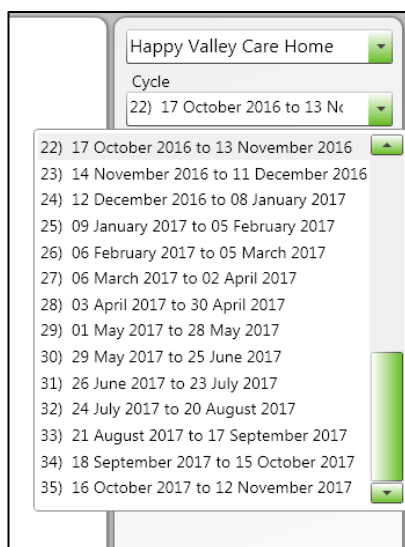 Happy Valley Care Home
Cycle
22) 17 October 2016 to 13
22) 17 October 2016 to 13 November 2016
23) 14 November 2016 to 11 December 2016
24) 12 December 2016 to 08 January 2017
25) 09 January 2017 to 05 February 2017
26) 06 February 2017 to 05 March 2017
27) 06 March 2017 to 02 April 2017
28) 03 April 2017 to 30 April 2017
29) 01 May 2017 to 28 May 2017
30) 29 May 2017 to 25 June 2017
31) 26 June 2017 to 23 July 2017
32) 24 July 2017 to 20 August 2017
33) 21 August 2017 to 17 September 2017
34) 18 September 2017 to 15 October 2017
35) 16 October 2017 to 12 November 2017